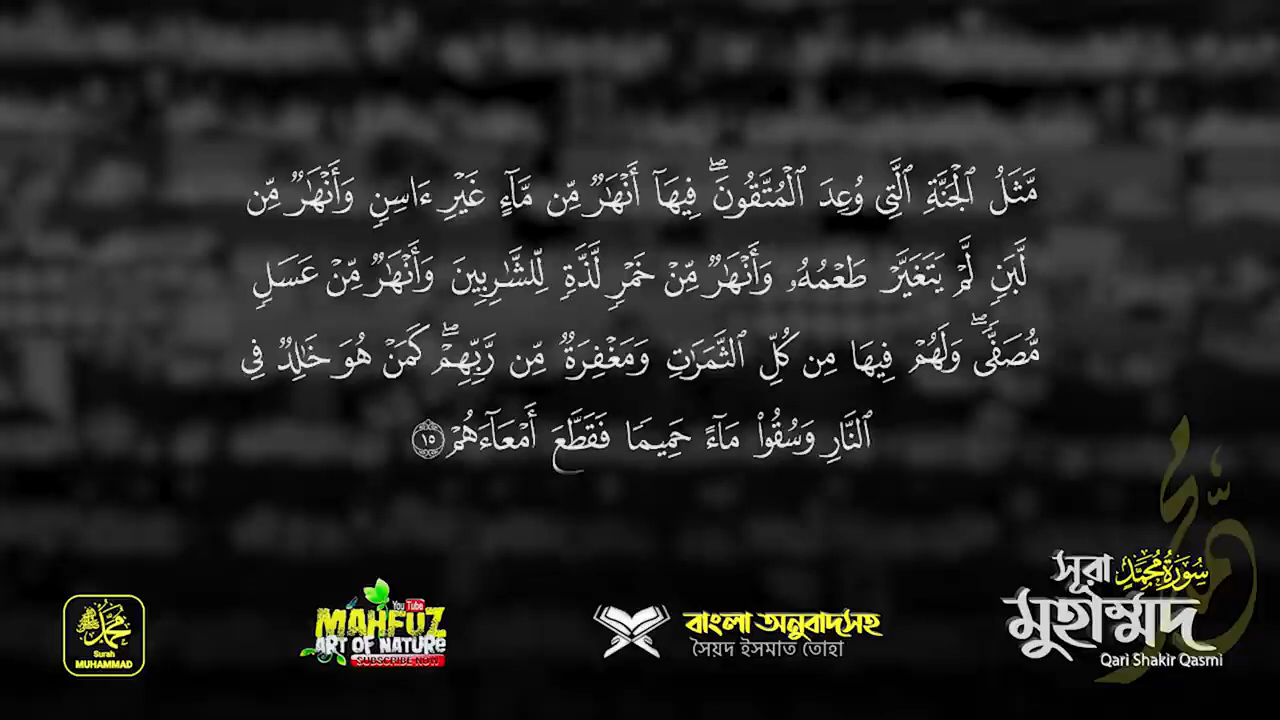 مَّثَلُ ٱلْجَنَّةِ ٱلَّتِى وُعِدَ ٱلْمُتَّقُونَ ۖ فِيهَآ أَنْهَٰرٌ مِّن مَّآءٍ غَيْرِ ءَاسِنٍ وَأَنْهَٰرٌ مِّن
لَّبَنٍ لَّمْ يَتَغَيَّرْ طَعْمُهُۥ وَأَنْهَٰرٌ مِّنْ خَمْرٍ لَّذَّةٍ لِّلشَّٰرِبِينَ وَأَنْهَٰرٌ مِّنْ عَسَلٍ
مُّصَفًّى ۖ وَلَهُمْ فِيهَا مِن كُلِّ ٱلثَّمَرَٰتِ وَمَغْفِرَةٌ مِّن رَّبِّهِمْ ۖ كَمَنْ هُوَ خَٰلِدٌ فِى
ٱلنَّارِ وَسُقُوا۟ مَآءً حَمِيمًا فَقَطَّعَ أَمْعَآءَهُمْ ١٥
সূরা سُورَةُ مُحَمَّدٍ
মুহাম্মদ
Qari Shakir Qasmi
বাংলা অনুবাদসহ
সৈয়দ ইসমাত তোহা
You Tube
MAHFUZ
ART OF NATURE
SUBSCRIBE NOW
محمد
Surah
MUHAMMAD